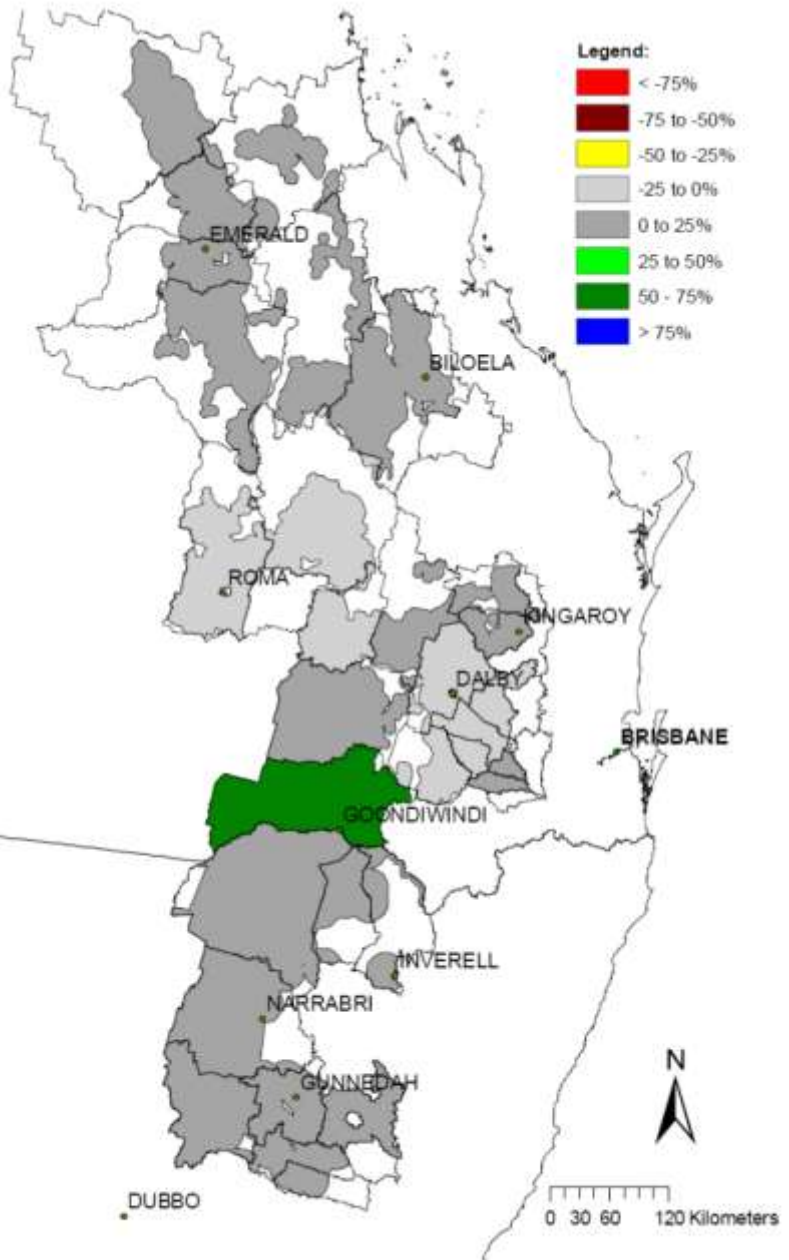 Legend:
< -75%
-75 to -50%
-50 to -25%
-25 to 0%
0 to 25%
25 to 50%
50 - 75%
> 75%
EMERALD
BILOELA
ROMA
KINGAROY
DALBY
BRISBANE
GOONDIWINDI
INVERELL
NARRABRI
GUNNEDAH
DUBBO
N
0 30 60 120 Kilometers